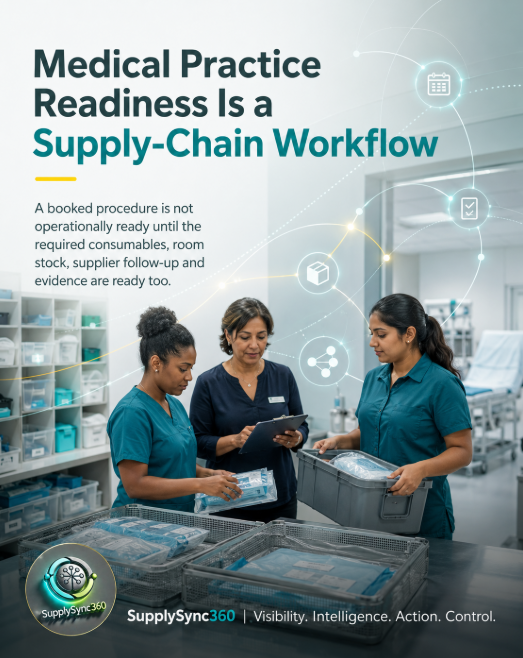 Medical Practice
Readiness Is a
Supply-Chain Workflow
A booked procedure is not
operationally ready until the
required consumables, room
stock, supplier follow-up and
evidence are ready too.
SupplySync360
SupplySync360 | Visibility. Intelligence. Action. Control.